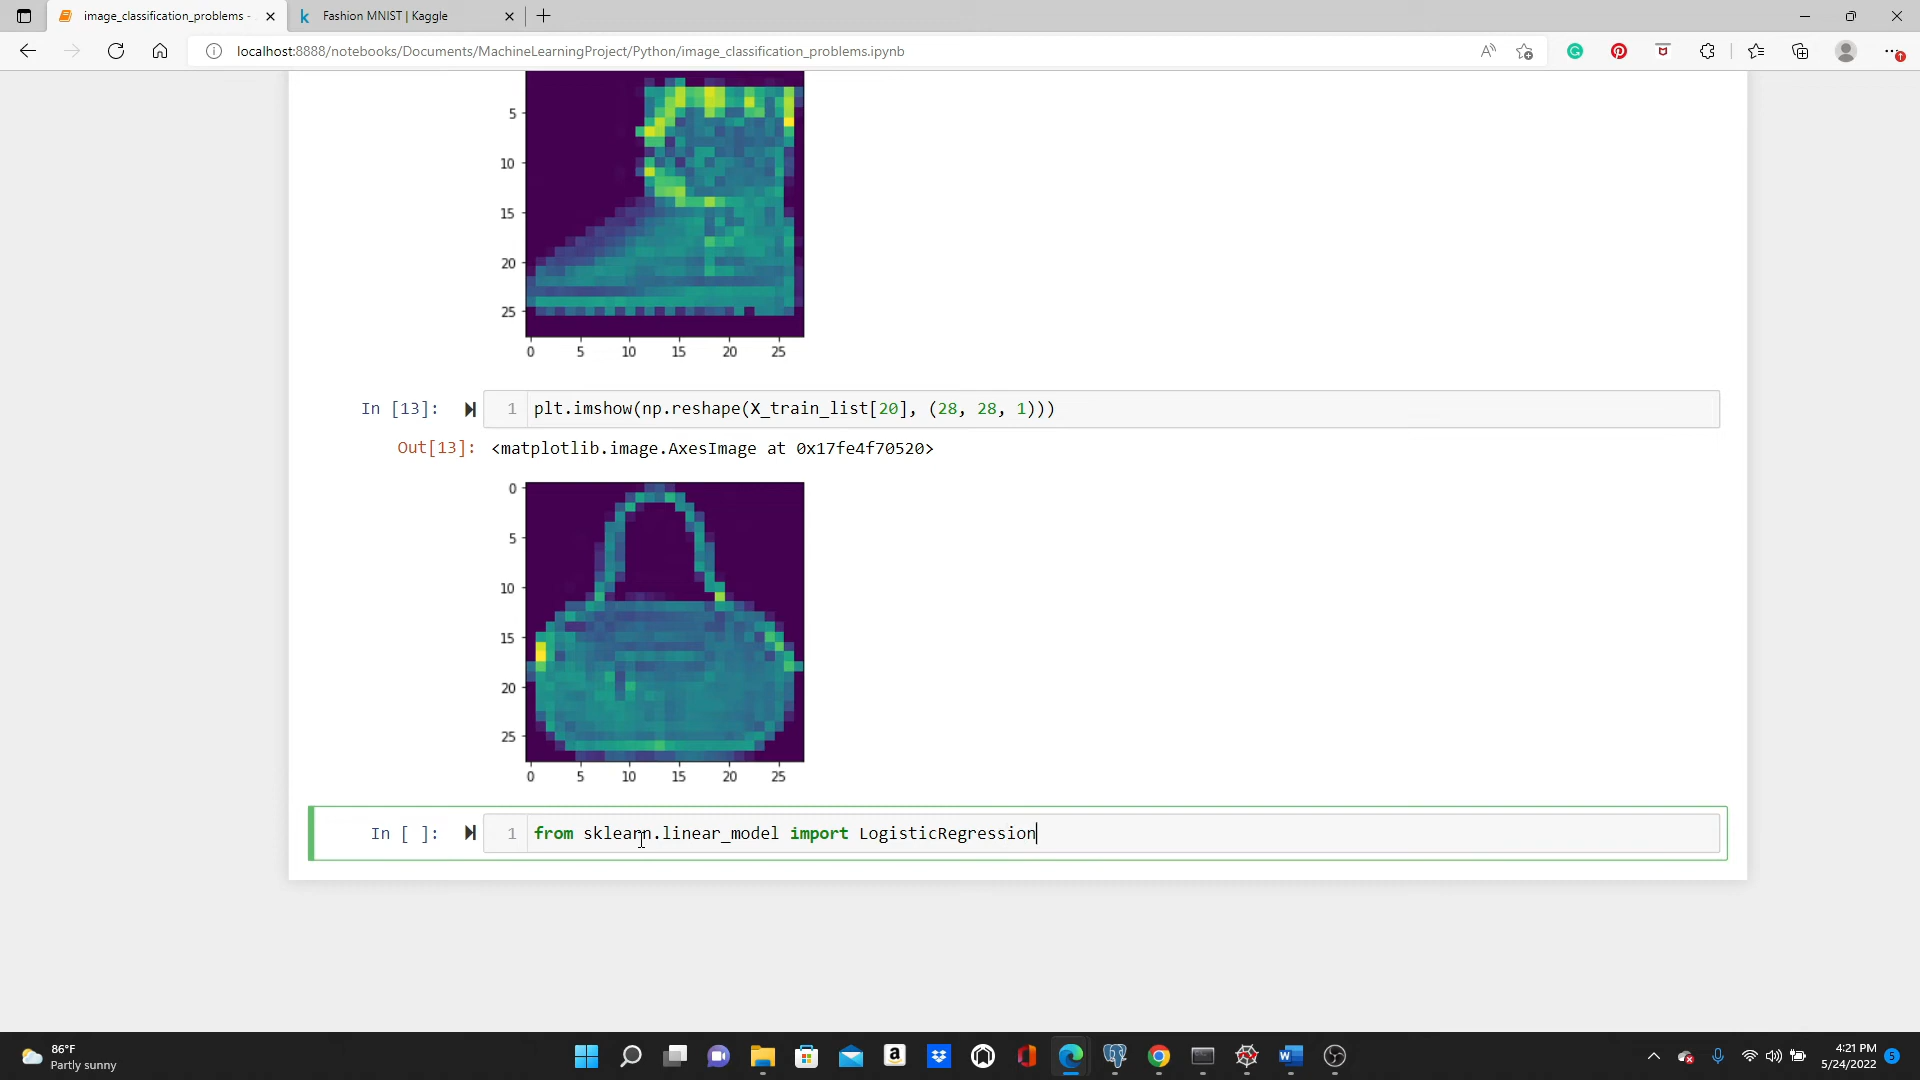 image_classification_problems -
Fashion MNIST | Kaggle
localhost:8888/notebooks/Documents/MachineLearningProject/Python/image_classification_problems.ipynb
5
10
15
20
25
0 5 10 15 20 25
In [13]: 1 plt.imshow(np.reshape(X_train_list[20], (28, 28, 1)))
Out[13]: <matplotlib.image.AxesImage at 0x17fe4f70520>
0
5
10
15
20
25
0 5 10 15 20 25
In [ ]: 1 from sklearn.linear_model import LogisticRegression
86°F
Partly sunny
4:21 PM
5/24/2022
5